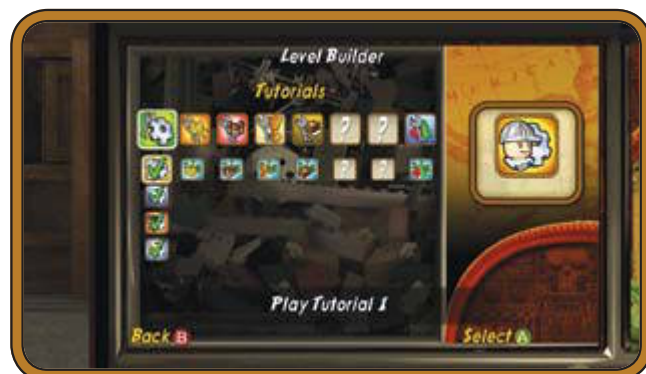 Level Builder
Tutorials
? ?
? ?
Play Tutorial 1
Back B
Select A